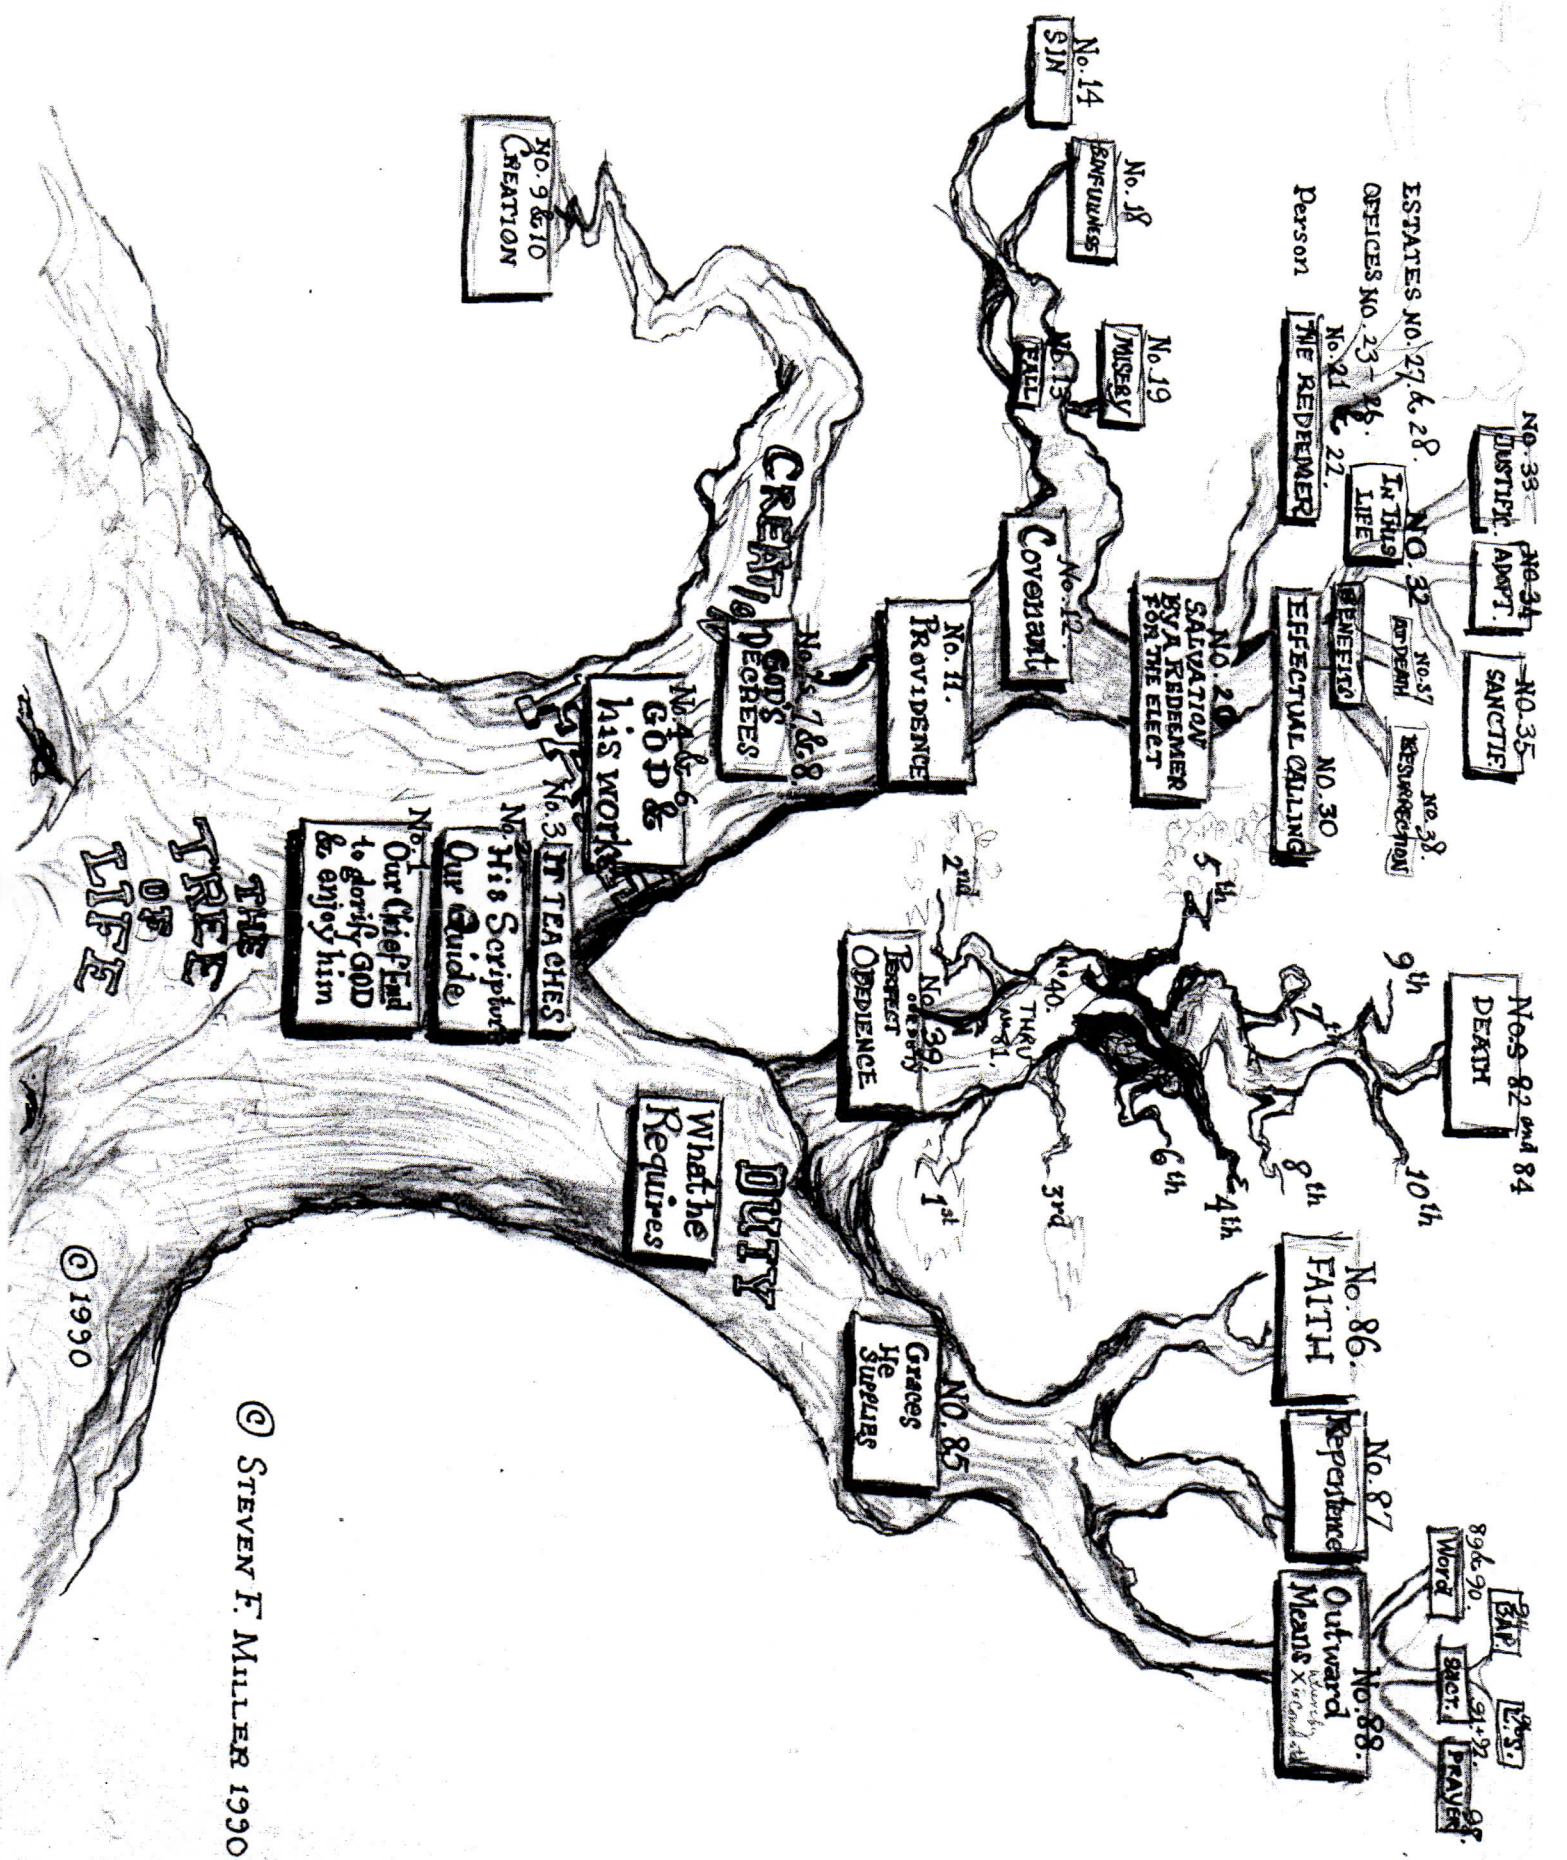 No. 33
JUSTIFIC.
No. 34
ADOPT.
NO. 35
SANCTIF.
ESTATES NO. 27 & 28.
OFFICES NO. 23-26.
Person
No. 21 & 22.
THE REDEEMER
NO. 32
IN THIS
LIFE
BENEFITS
NO. 37
AT DEATH
NO. 38.
RESURRECTION
NO. 30
EFFECTUAL CALLING
NO. 20
SALVATION
BY A REDEEMER
FOR THE ELECT
No. 14
SIN
No. 18
SINFULNESS
No. 19
MISERY
No. 13
FALL
No. 12.
Covenant
No. 11.
PROVIDENCE
No.s 7 & 8.
GOD'S
DECREES
CREATION
NO. 9 & 10
CREATION
No. 4 & 6
GOD &
his WORKS
No. 3 IT TEACHES
No. 2 His Scripture
Our Guide
No. 1
Our Chief End
to glorify GOD
& enjoy him
THE
TREE
OF
LIFE
DUTY
What he
Requires
No. 39
PERFECT
OBEDIENCE
No. 40.
THRU
No. 81.
1st
2nd
3rd
4th
5th
6th
7th
8th
9th
10th
NO.S 82 and 84
DEATH
NO. 85
Graces
He
SUPPLIES
No. 86.
FAITH
No. 87
Repentence
No. 88.
Outward
Means
89 & 90.
Word
94
BAP.
91+92.
SACT.
96
L.S.
98.
PRAYER
© 1990
© STEVEN F. MILLER 1990